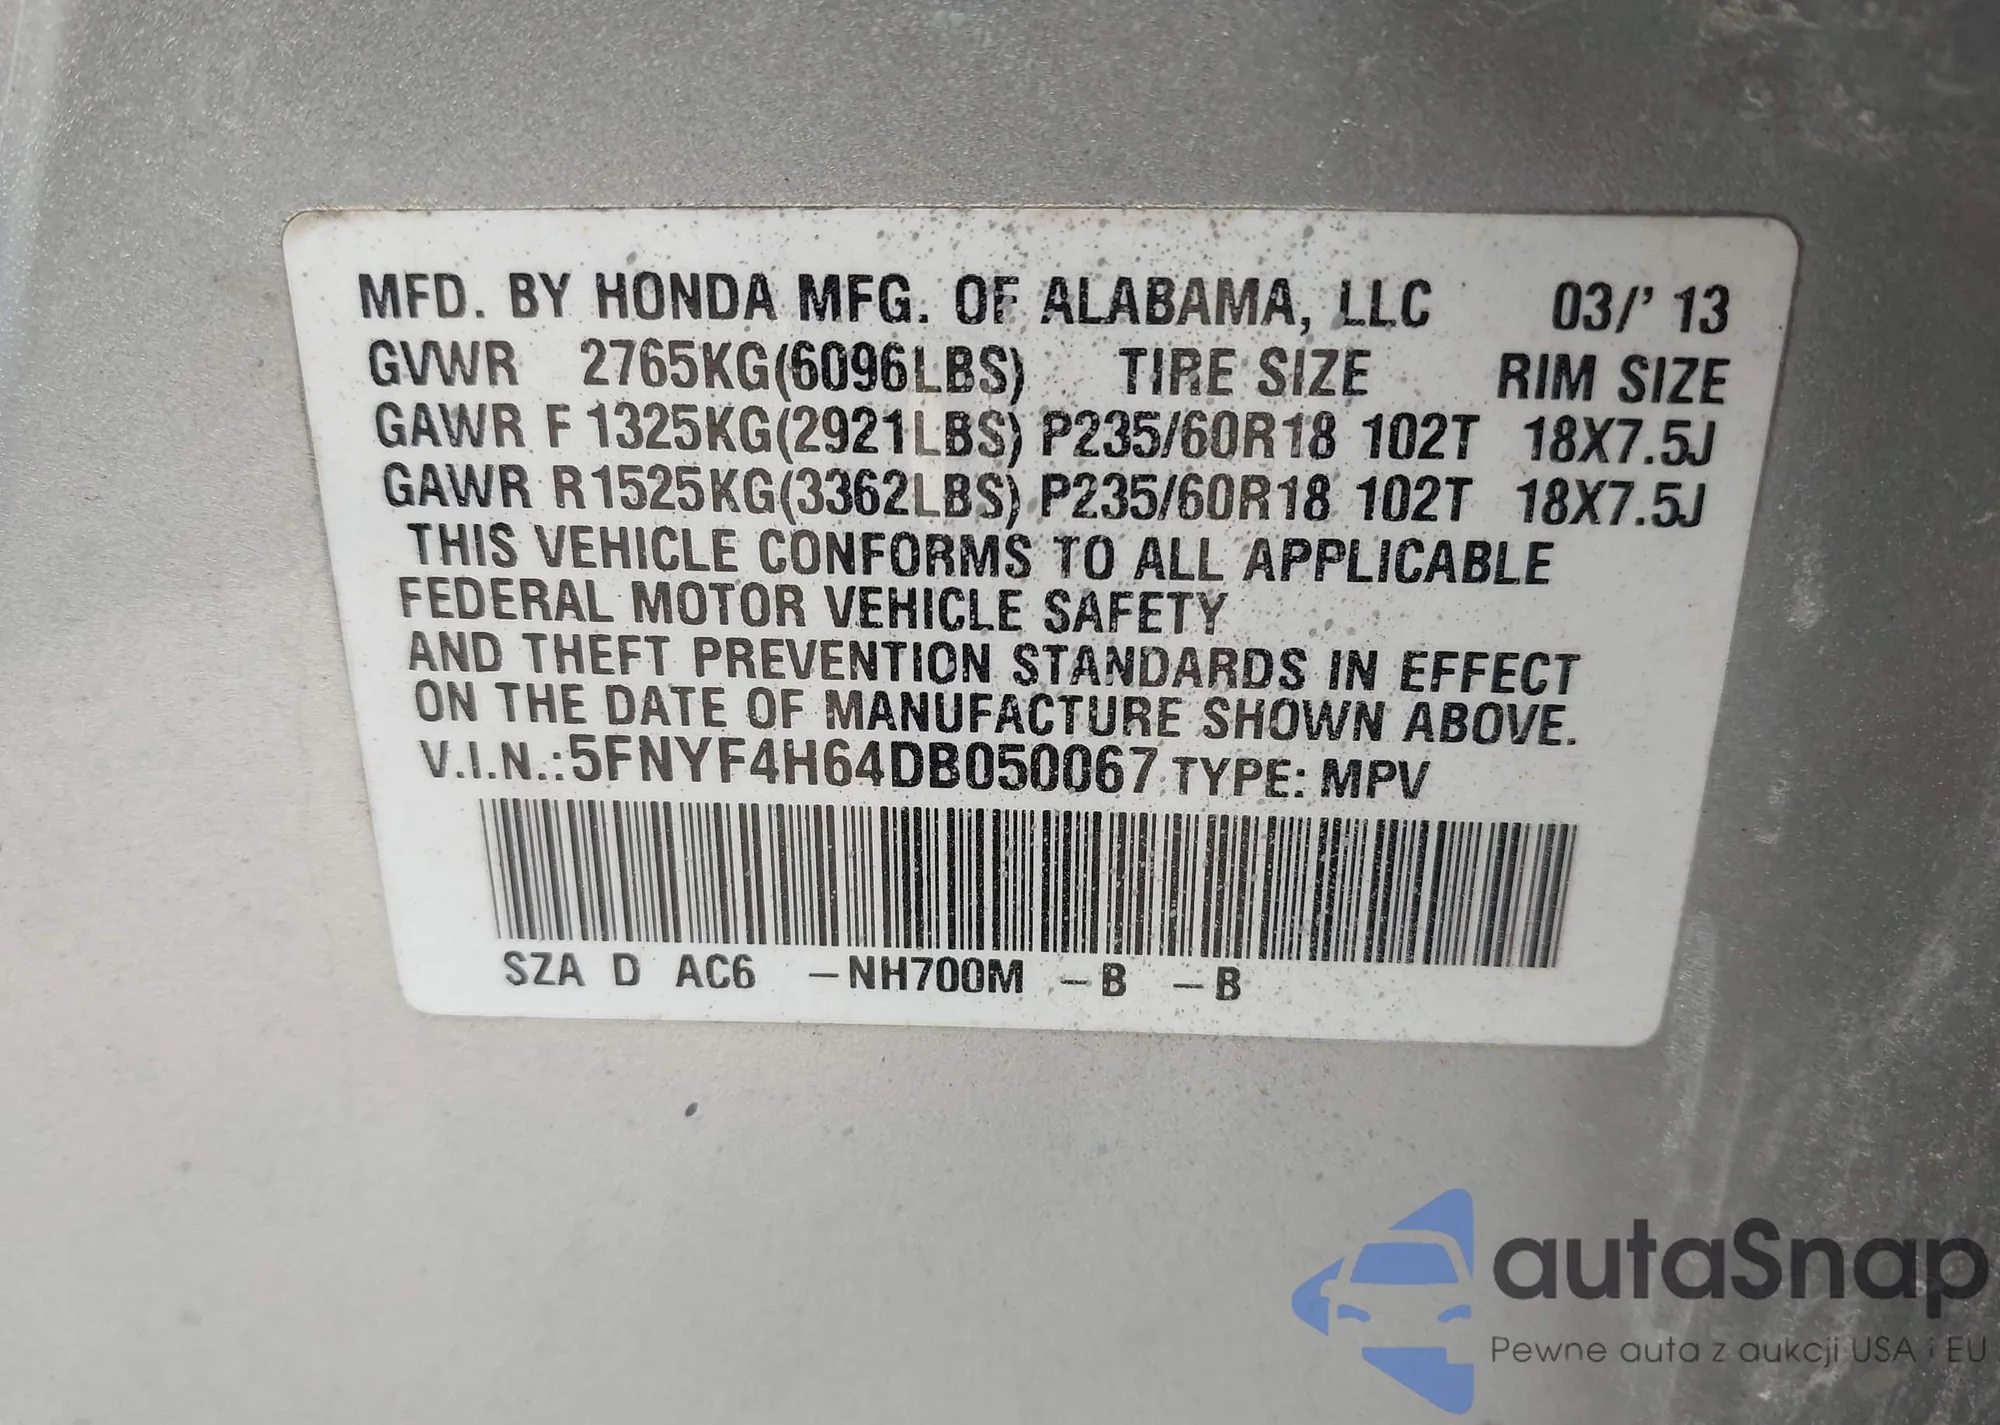 MFD. BY HONDA MFG. OF ALABAMA, LLC 03/' 13
GVWR 2765KG(6096LBS) TIRE SIZE RIM SIZE
GAWR F 1325KG(2921LBS) P235/60R18 102T 18X7.5J
GAWR R1525KG(3362LBS) P235/60R18 102T 18X7.5J
THIS VEHICLE CONFORMS TO ALL APPLICABLE
FEDERAL MOTOR VEHICLE SAFETY
AND THEFT PREVENTION STANDARDS IN EFFECT
ON THE DATE OF MANUFACTURE SHOWN ABOVE.
V.I.N.:5FNYF4H64DB050067 TYPE: MPV
SZA D AC6 –NH700M –B –B
autaSnap
Pewne auta z aukcji USA i EU